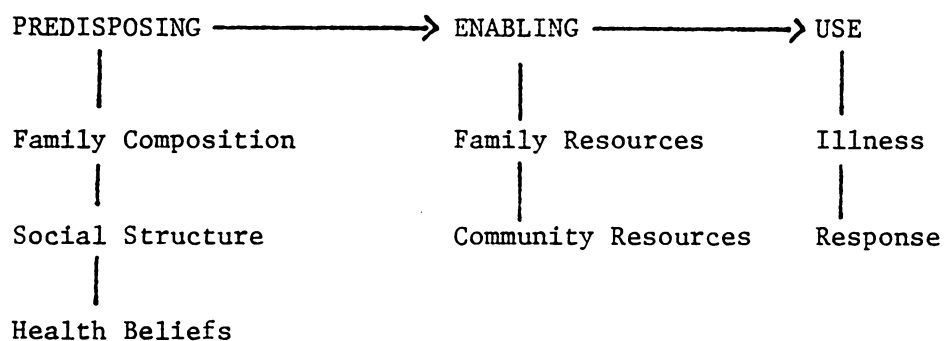 PREDISPOSING ENABLING USE
Family Composition Family Resources Illness
Social Structure Community Resources Response
Health Beliefs